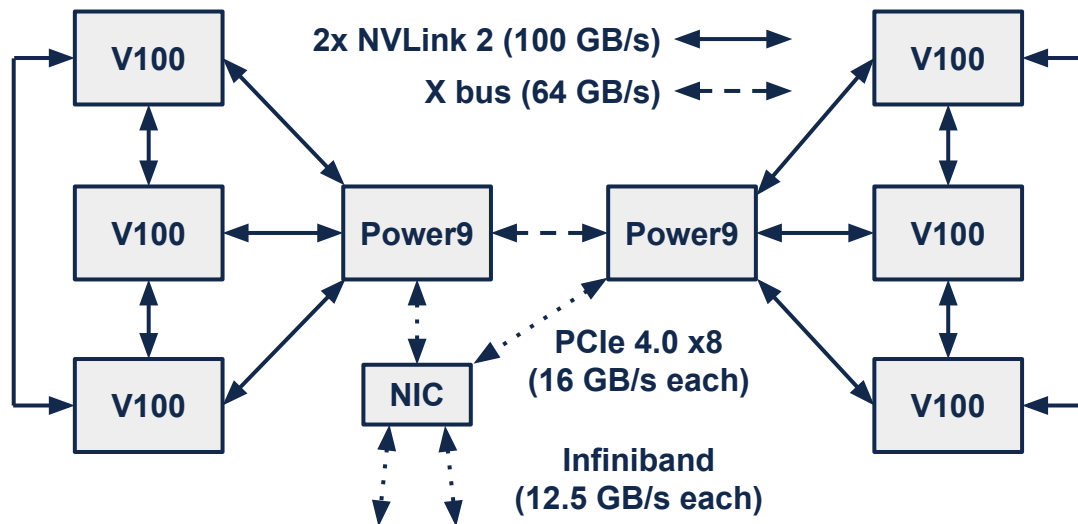 V100
2x NVLink 2 (100 GB/s)
V100
X bus (64 GB/s)
V100
Power9
Power9
V100
PCIe 4.0 x8
(16 GB/s each)
V100
NIC
V100
Infiniband
(12.5 GB/s each)